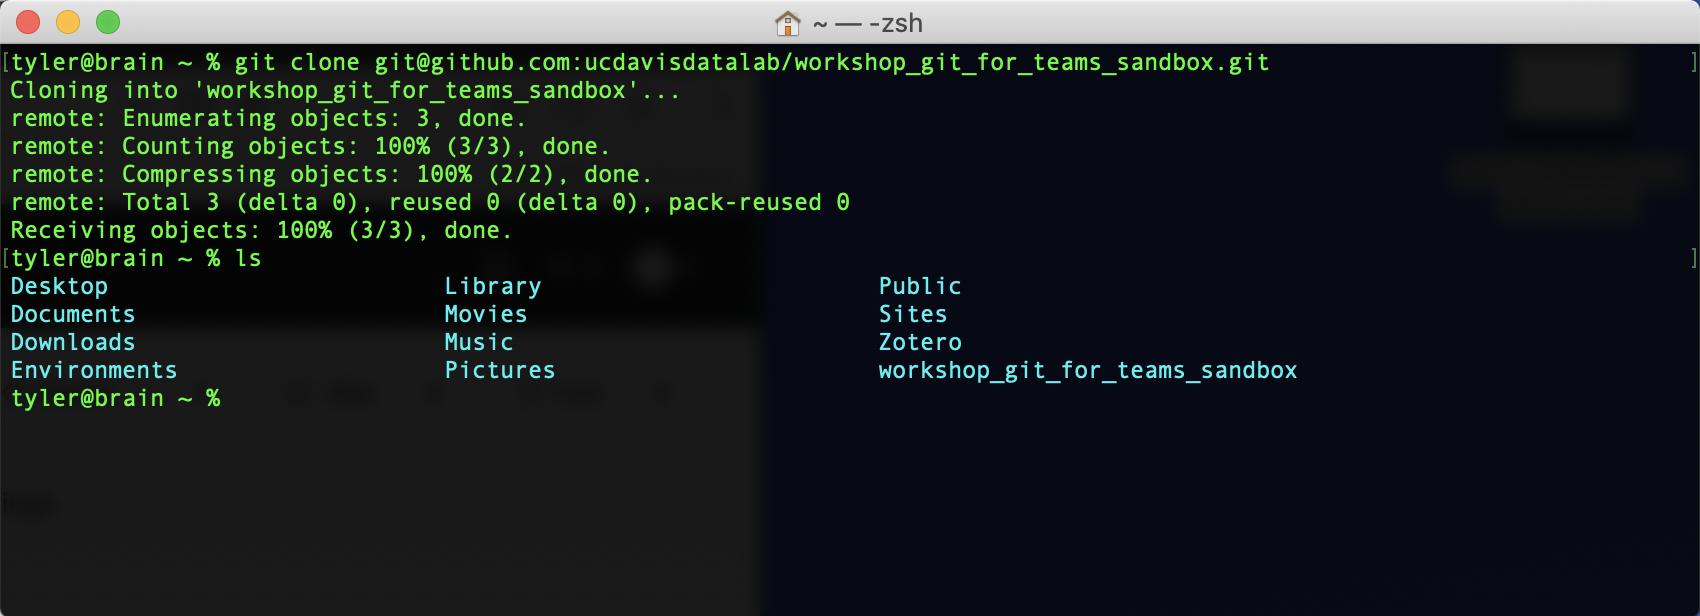 ~ — -zsh
[tyler@brain ~ % git clone git@github.com:ucdavisdatalab/workshop_git_for_teams_sandbox.git ]
Cloning into 'workshop_git_for_teams_sandbox'...
remote: Enumerating objects: 3, done.
remote: Counting objects: 100% (3/3), done.
remote: Compressing objects: 100% (2/2), done.
remote: Total 3 (delta 0), reused 0 (delta 0), pack-reused 0
Receiving objects: 100% (3/3), done.
[tyler@brain ~ % ls ]
Desktop Library Public
Documents Movies Sites
Downloads Music Zotero
Environments Pictures workshop_git_for_teams_sandbox
tyler@brain ~ %